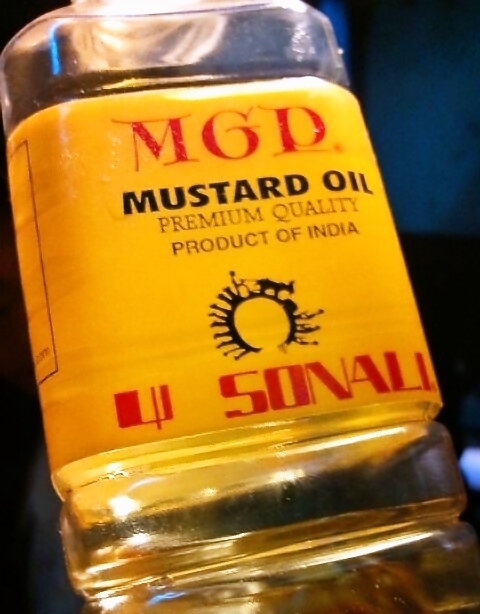 MGD
MUSTARD OIL
PREMIUM QUALITY
PRODUCT OF INDIA
SONALI